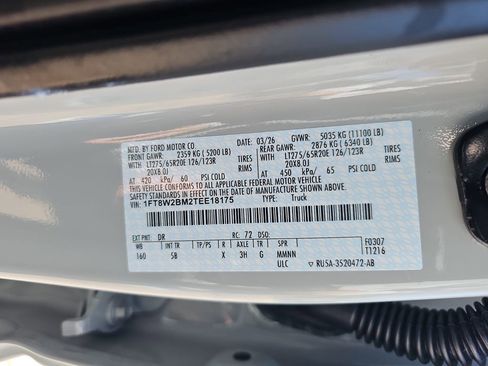 MFD. BY FORD MOTOR CO.
DATE: 03/26 GVWR: 5035 KG (11100 LB)
FRONT GAWR: 2359 KG ( 5200 LB) REAR GAWR: 2876 KG ( 6340 LB)
WITH LT275/65R20E 126/123R TIRES WITH LT275/65R20E 126/123R TIRES
20X8.0J 20X8.0J
AT 420 kPa/ 60 PSI COLD AT 450 kPa/ 65 PSI COLD
THIS VEHICLE CONFORMS TO ALL APPLICABLE FEDERAL MOTOR VEHICLE
SAFETY STANDARDS IN EFFECT ON THE DATE OF MANUFACTURE SHOWN ABOVE.
THIS VEHICLE
VIN: 1FT8W2BM2TEE18175 TYPE: Truck
EXT PNT: DR RC: 72 DSO: F0307
WB INT TR TP/PS R AXLE TR SPR T1216
160 5B X 3H G MMNN
ULC ▽ RU5A-3520472-AB